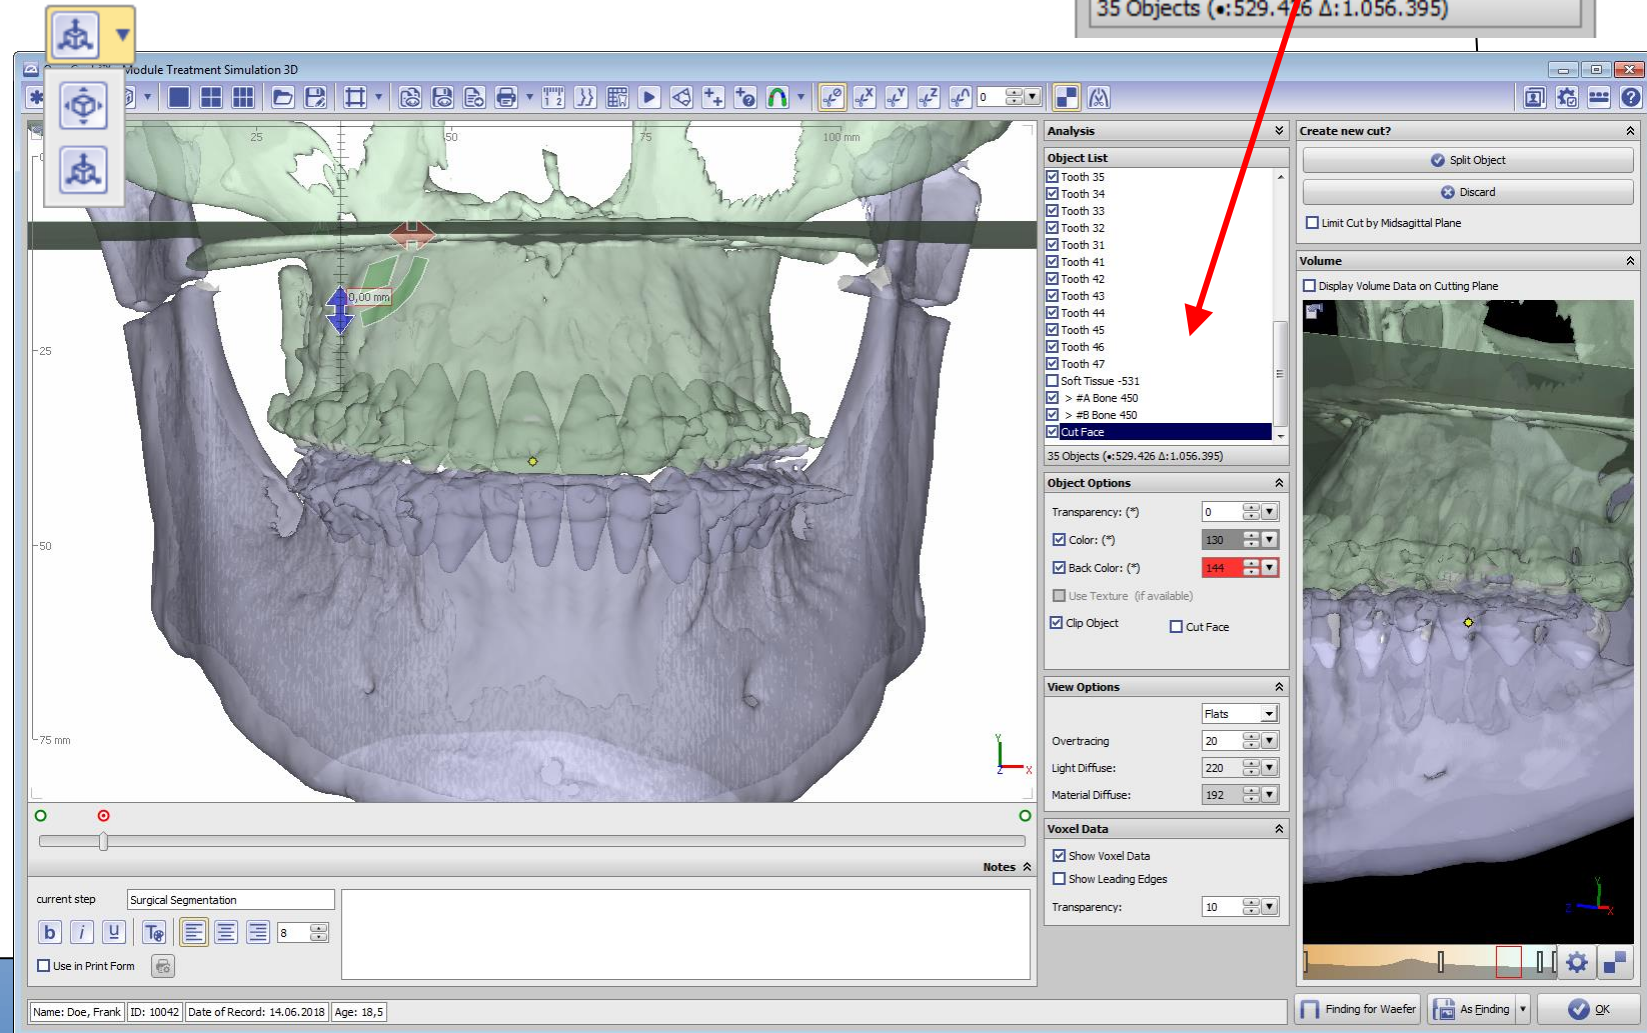 35 Objects (•:529.426 Δ:1.056.395)
Module Treatment Simulation 3D
0
25
50
75
100 mm
0,00 mm
25
50
75 mm
Y
Z
X
Analysis
Object List
Tooth 35
Tooth 34
Tooth 33
Tooth 32
Tooth 31
Tooth 41
Tooth 42
Tooth 43
Tooth 44
Tooth 45
Tooth 46
Tooth 47
Soft Tissue -531
> #A Bone 450
> #B Bone 450
Cut Face
35 Objects (•:529.426 Δ:1.056.395)
Object Options
Transparency: (*) 0
Color: (*) 130
Back Color: (*) 144
Use Texture (if available)
Clip Object Cut Face
View Options
Flats
Overtracing 20
Light Diffuse: 220
Material Diffuse: 192
Voxel Data
Show Voxel Data
Show Leading Edges
Transparency: 10
Create new cut?
Split Object
Discard
Limit Cut by Midsagittal Plane
Volume
Display Volume Data on Cutting Plane
Y
Z
X
Notes
current step Surgical Segmentation
b i u T 8
Use in Print Form
Name: Doe, Frank ID: 10042 Date of Record: 14.06.2018 Age: 18,5
Finding for Waefer As Finding OK